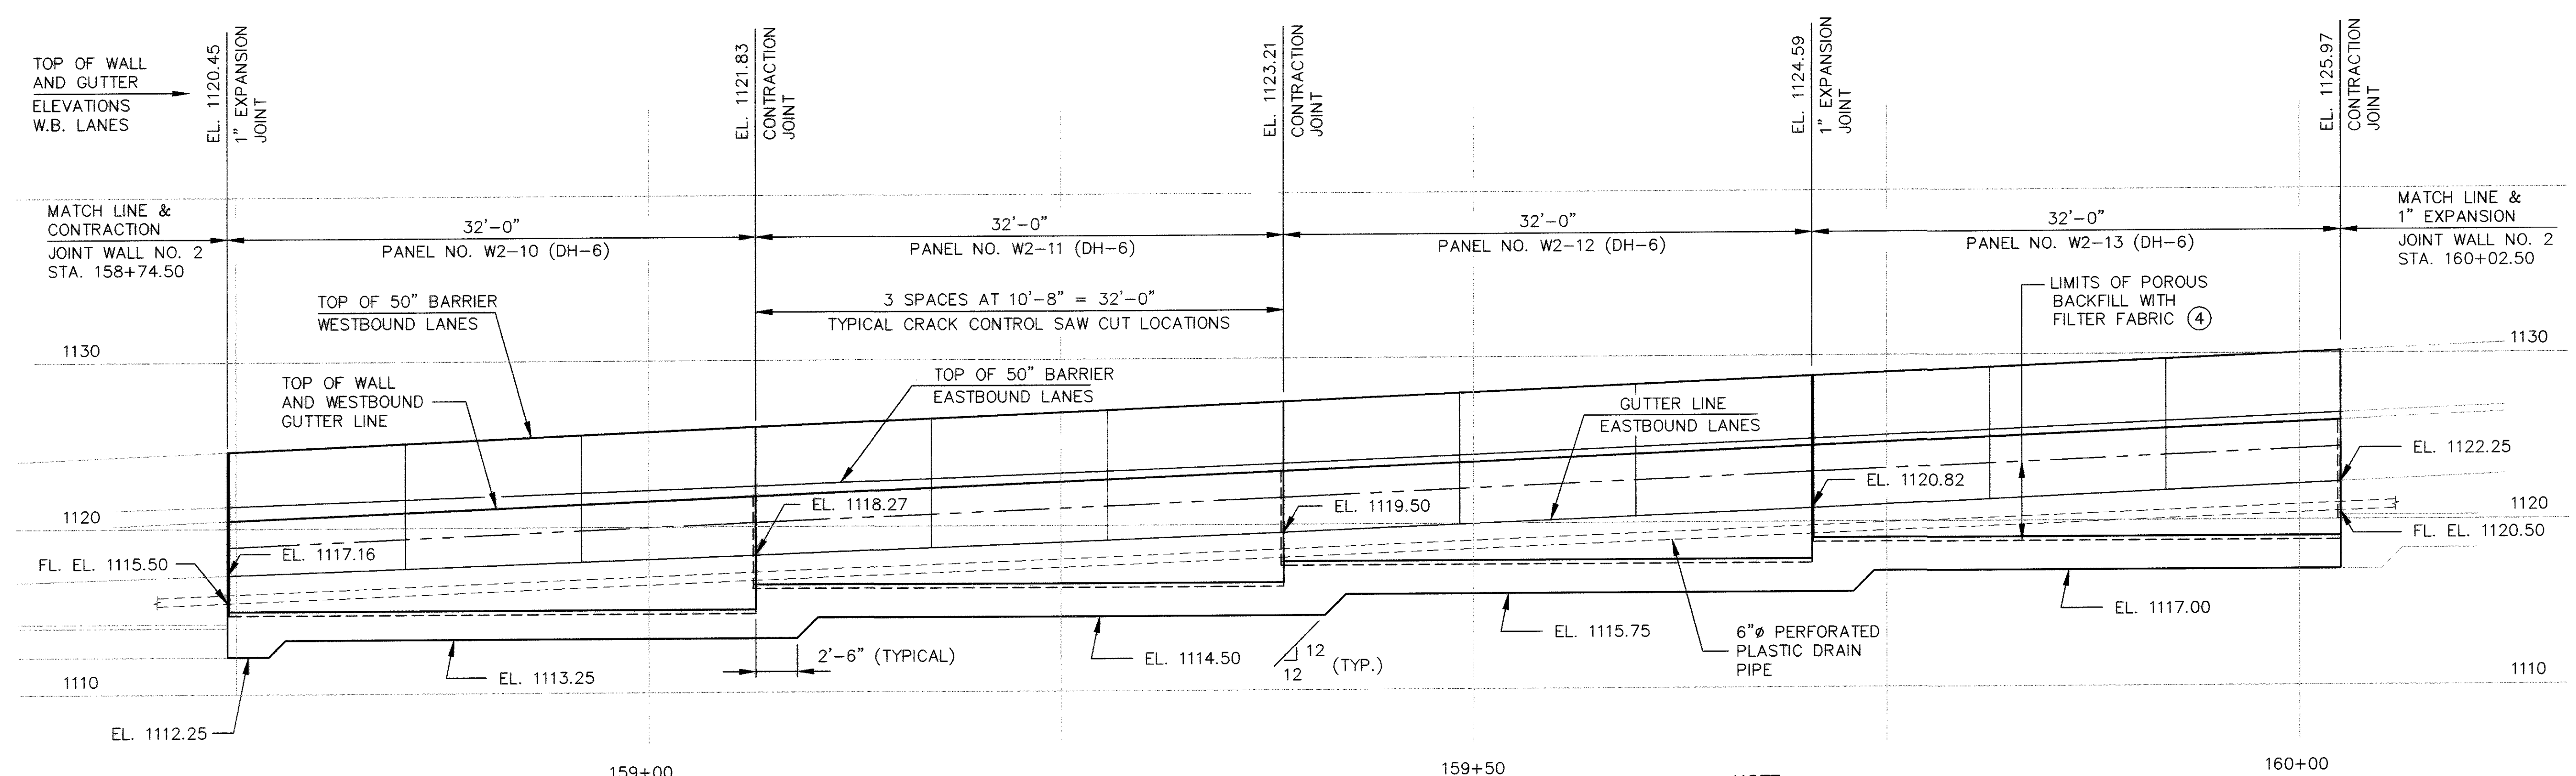 TOP OF WALL
AND GUTTER
ELEVATIONS
W.B. LANES
EL. 1120.45
1" EXPANSION
JOINT
EL. 1121.83
CONTRACTION
JOINT
EL. 1123.21
CONTRACTION
JOINT
EL. 1124.59
1" EXPANSION
JOINT
EL. 1125.97
CONTRACTION
JOINT
MATCH LINE &
CONTRACTION
JOINT WALL NO. 2
STA. 158+74.50
32'-0"
PANEL NO. W2-10 (DH-6)
32'-0"
PANEL NO. W2-11 (DH-6)
32'-0"
PANEL NO. W2-12 (DH-6)
32'-0"
PANEL NO. W2-13 (DH-6)
MATCH LINE &
1" EXPANSION
JOINT WALL NO. 2
STA. 160+02.50
TOP OF 50" BARRIER
WESTBOUND LANES
3 SPACES AT 10'-8" = 32'-0"
TYPICAL CRACK CONTROL SAW CUT LOCATIONS
LIMITS OF POROUS
BACKFILL WITH
FILTER FABRIC 4
1130
1130
TOP OF WALL
AND WESTBOUND
GUTTER LINE
TOP OF 50" BARRIER
EASTBOUND LANES
GUTTER LINE
EASTBOUND LANES
EL. 1122.25
EL. 1120.82
EL. 1118.27
EL. 1119.50
1120
1120
FL. EL. 1115.50
EL. 1117.16
FL. EL. 1120.50
EL. 1117.00
EL. 1115.75
6"ø PERFORATED
PLASTIC DRAIN
PIPE
2'-6" (TYPICAL)
EL. 1114.50
12
12
(TYP.)
EL. 1113.25
1110
1110
EL. 1112.25
159+00
159+50
160+00